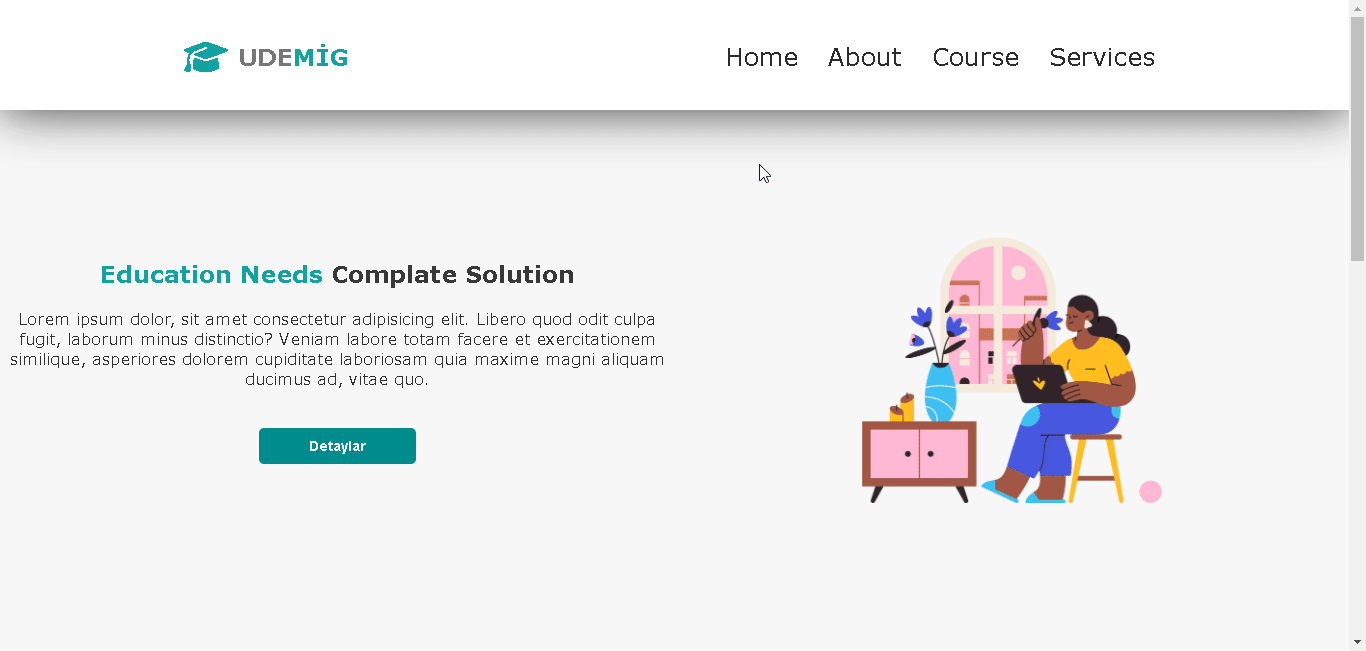 UDEMİG
Home About Course Services
Education Needs Complate Solution
Lorem ipsum dolor, sit amet consectetur adipisicing elit. Libero quod odit culpa
fugit, laborum minus distinctio? Veniam labore totam facere et exercitationem
similique, asperiores dolorem cupiditate laboriosam quia maxime magni aliquam
ducimus ad, vitae quo.
Detaylar